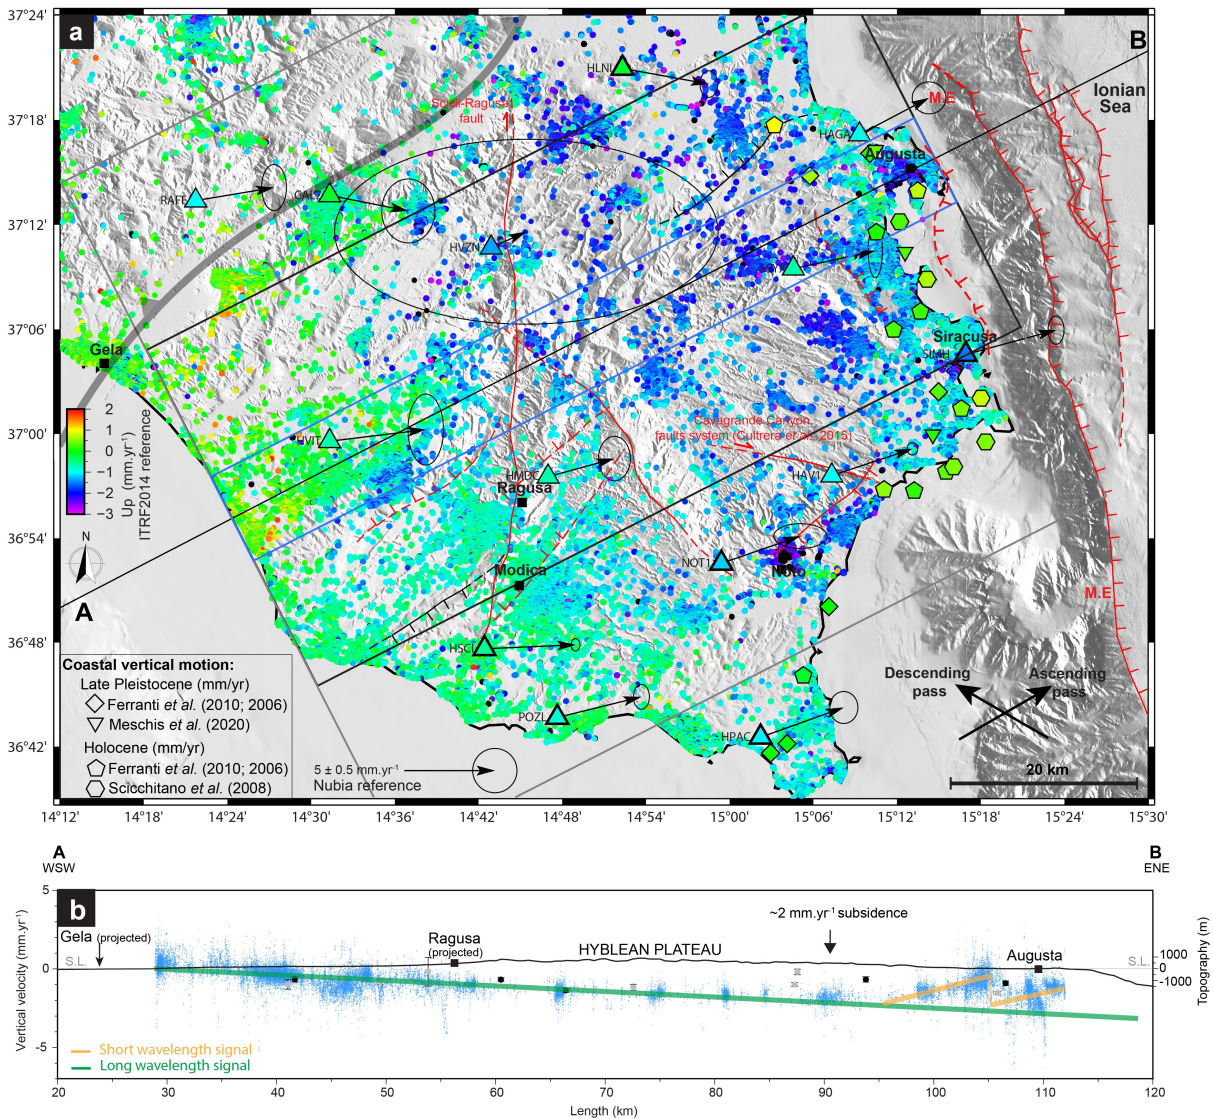 37°24'
37°18'
37°12'
37°06'
37°00'
36°54'
36°48'
36°42'
a
B
Ionian
Sea
HLNI
M.E
Scicli-Ragusa
fault
HAGA
Augusta
RAFF
CALT
HVZN
Gela
Siracusa
SIMH
2
1
0
−1
−2
−3
Up (mm.yr-1)
ITRF2014 reference
HVIT
Cavagrande Canyon
faults system (Cultrera et al., 2015)
HMDC
Ragusa
HAV1
N
NOT1
Noto
Modica
A
M.E
HSCI
Coastal vertical motion:
Late Pleistocene (mm/yr)
Ferranti et al. (2010; 2006)
Meschis et al. (2020)
Holocene (mm/yr)
Ferranti et al. (2010; 2006)
Scicchitano et al. (2008)
Descending
pass
Ascending
pass
POZL
HPAC
5 ± 0.5 mm.yr-1
Nubia reference
20 km
14°12' 14°18' 14°24' 14°30' 14°36' 14°42' 14°48' 14°54' 15°00' 15°06' 15°12' 15°18' 15°24' 15°30'
A
WSW
B
ENE
b
5
0
-5
Vertical velocity (mm.yr-1)
Gela (projected)
S.L.
Ragusa
(projected)
HYBLEAN PLATEAU
~2 mm.yr-1 subsidence
Augusta
S.L.
1000
0
-1000
Topography (m)
Short wavelength signal
Long wavelength signal
20 30 40 50 60 70 80 90 100 110 120
Length (km)